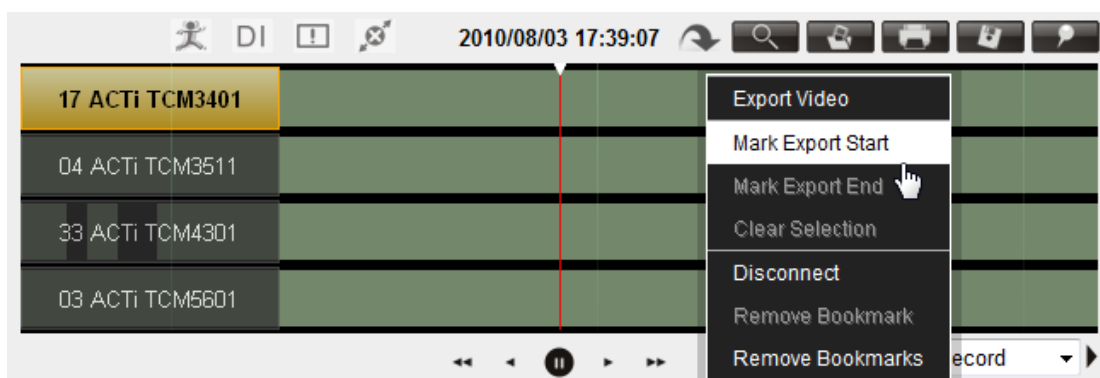 DI 2010/08/03 17:39:07
17 ACTi TCM3401
04 ACTi TCM3511
33 ACTi TCM4301
03 ACTi TCM5601
Export Video
Mark Export Start
Mark Export End
Clear Selection
Disconnect
Remove Bookmark
Remove Bookmarks
ecord